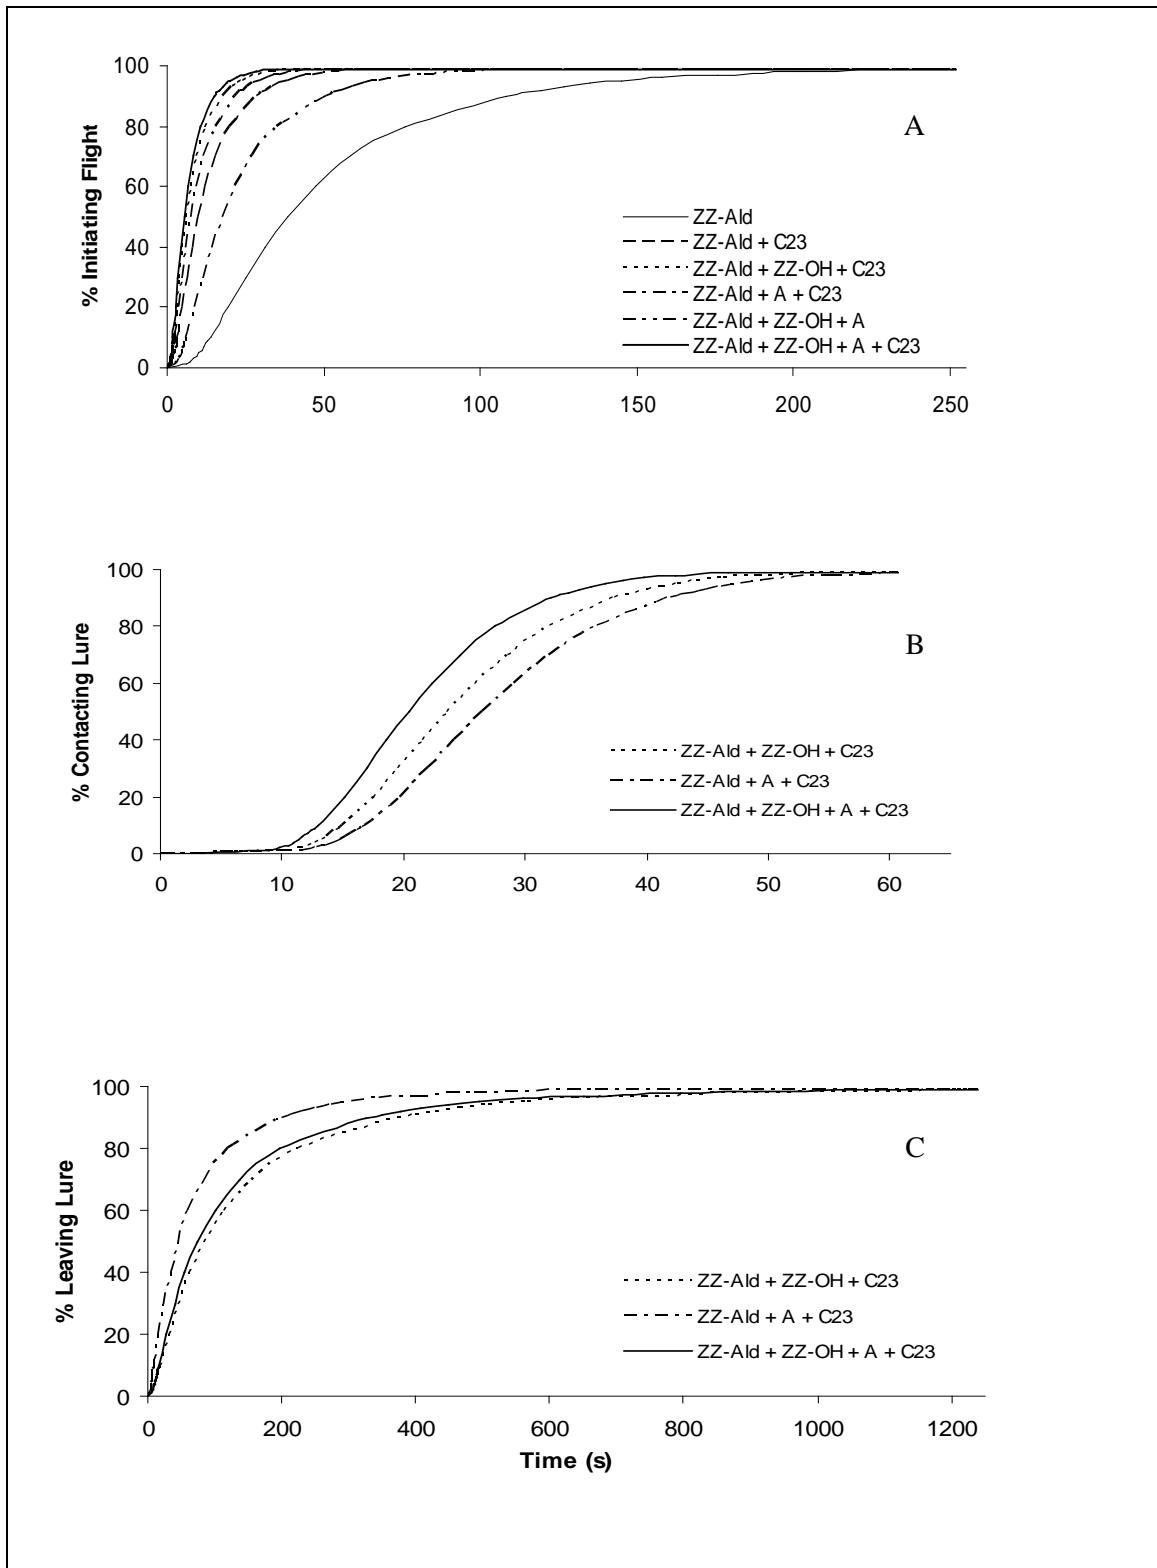 100
80
60
40
20
0
% Initiating Flight
A
ZZ-Ald
ZZ-Ald + C23
ZZ-Ald + ZZ-OH + C23
ZZ-Ald + A + C23
ZZ-Ald + ZZ-OH + A
ZZ-Ald + ZZ-OH + A + C23
0 50 100 150 200 250
100
80
60
40
20
0
% Contacting Lure
B
ZZ-Ald + ZZ-OH + C23
ZZ-Ald + A + C23
ZZ-Ald + ZZ-OH + A + C23
0 10 20 30 40 50 60
100
80
60
40
20
0
% Leaving Lure
C
ZZ-Ald + ZZ-OH + C23
ZZ-Ald + A + C23
ZZ-Ald + ZZ-OH + A + C23
0 200 400 600 800 1000 1200
Time (s)